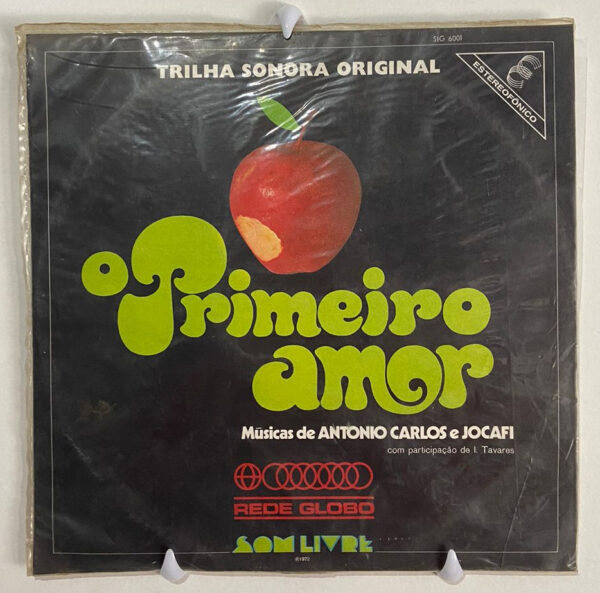 SIG 6001
TRILHA SONORA ORIGINAL
ESTEREOFÔNICO
o Primeiro
amor
Músicas de ANTONIO CARLOS e JOCAFI
com participação de I. Tavares
REDE GLOBO
SOM LIVRE